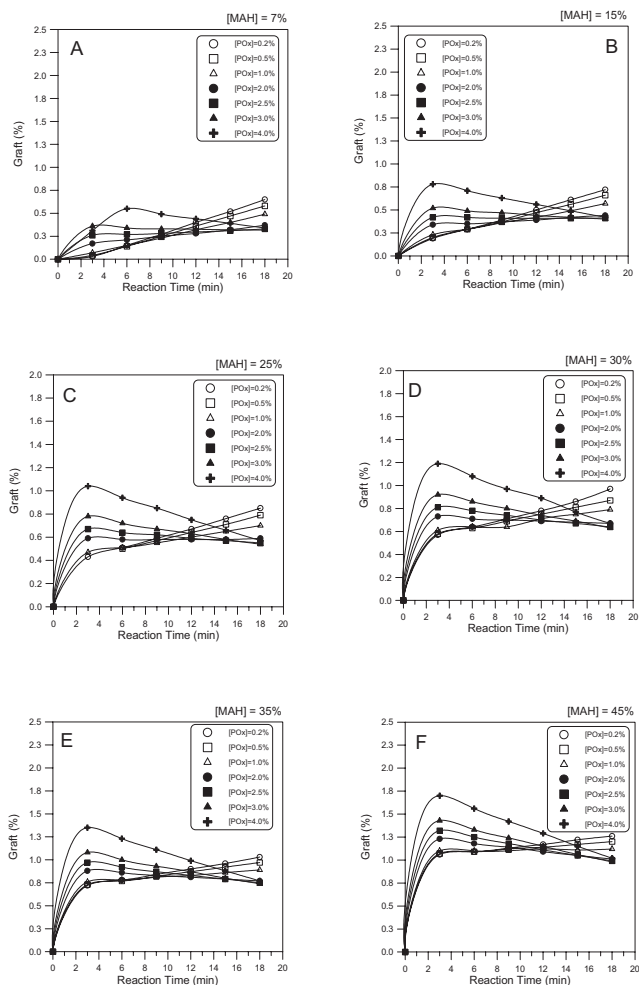 [MAH] = 7%
A
[POx]=0.2%
[POx]=0.5%
[POx]=1.0%
[POx]=2.0%
[POx]=2.5%
[POx]=3.0%
[POx]=4.0%
Graft (%)
2.5
2.3
2.0
1.8
1.5
1.3
1.0
0.8
0.5
0.3
0.0
0 2 4 6 8 10 12 14 16 18 20
Reaction Time (min)
[MAH] = 15%
B
[POx]=0.2%
[POx]=0.5%
[POx]=1.0%
[POx]=2.0%
[POx]=2.5%
[POx]=3.0%
[POx]=4.0%
Graft (%)
2.5
2.3
2.0
1.8
1.5
1.3
1.0
0.8
0.5
0.3
0.0
0 2 4 6 8 10 12 14 16 18 20
Reaction Time (min)
[MAH] = 25%
C
[POx]=0.2%
[POx]=0.5%
[POx]=1.0%
[POx]=2.0%
[POx]=2.5%
[POx]=3.0%
[POx]=4.0%
Graft (%)
2.0
1.8
1.6
1.4
1.2
1.0
0.8
0.6
0.4
0.2
0.0
0 2 4 6 8 10 12 14 16 18 20
Reaction Time (min)
[MAH] = 30%
D
[POx]=0.2%
[POx]=0.5%
[POx]=1.0%
[POx]=2.0%
[POx]=2.5%
[POx]=3.0%
[POx]=4.0%
Graft (%)
2.0
1.8
1.6
1.4
1.2
1.0
0.8
0.6
0.4
0.2
0.0
0 2 4 6 8 10 12 14 16 18 20
Reaction Time (min)
[MAH] = 35%
E
[POx]=0.2%
[POx]=0.5%
[POx]=1.0%
[POx]=2.0%
[POx]=2.5%
[POx]=3.0%
[POx]=4.0%
Graft (%)
2.5
2.3
2.0
1.8
1.5
1.3
1.0
0.8
0.5
0.3
0.0
0 2 4 6 8 10 12 14 16 18 20
Reaction Time (min)
[MAH] = 45%
F
[POx]=0.2%
[POx]=0.5%
[POx]=1.0%
[POx]=2.0%
[POx]=2.5%
[POx]=3.0%
[POx]=4.0%
Graft (%)
2.5
2.3
2.0
1.8
1.5
1.3
1.0
0.8
0.5
0.3
0.0
0 2 4 6 8 10 12 14 16 18 20
Reaction Time (min)